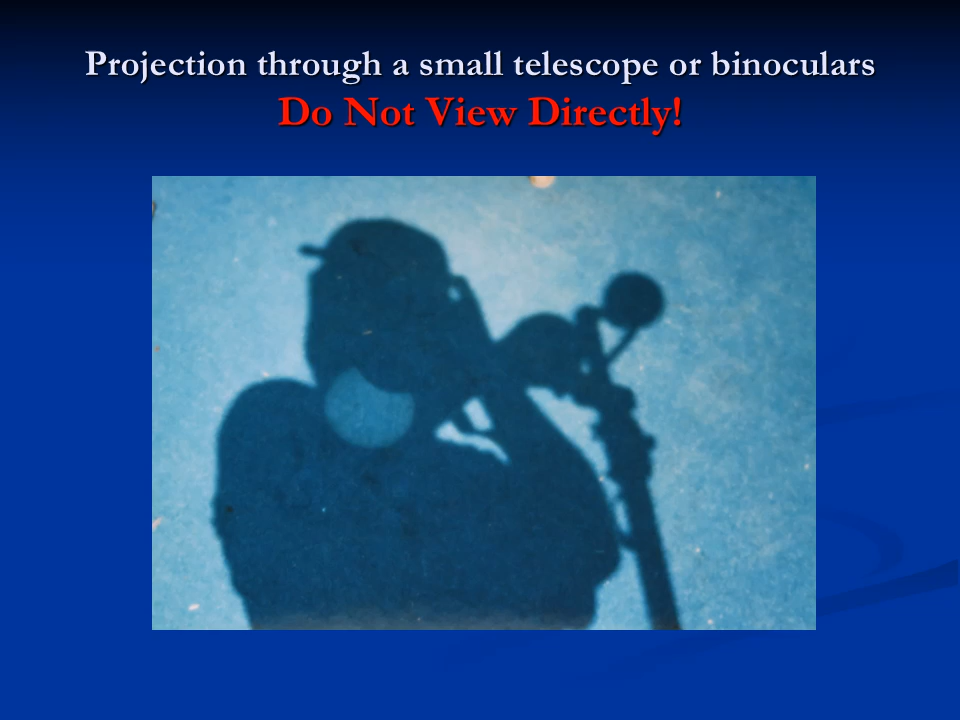 Projection through a small telescope or binoculars
Do Not View Directly!